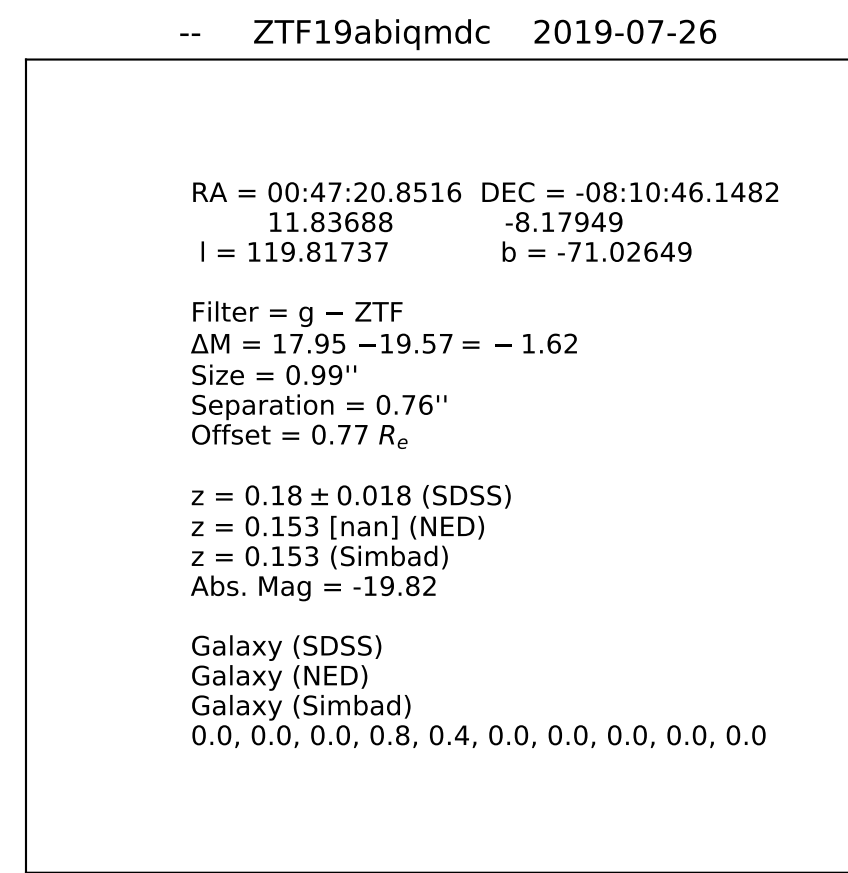 -- ZTF19abiqmdc 2019-07-26
RA = 00:47:20.8516 DEC = -08:10:46.1482
11.83688 -8.17949
l = 119.81737 b = -71.02649
Filter = g − ZTF
ΔM = 17.95 −19.57 = − 1.62
Size = 0.99''
Separation = 0.76''
Offset = 0.77 Re
z = 0.18 ± 0.018 (SDSS)
z = 0.153 [nan] (NED)
z = 0.153 (Simbad)
Abs. Mag = -19.82
Galaxy (SDSS)
Galaxy (NED)
Galaxy (Simbad)
0.0, 0.0, 0.0, 0.8, 0.4, 0.0, 0.0, 0.0, 0.0, 0.0